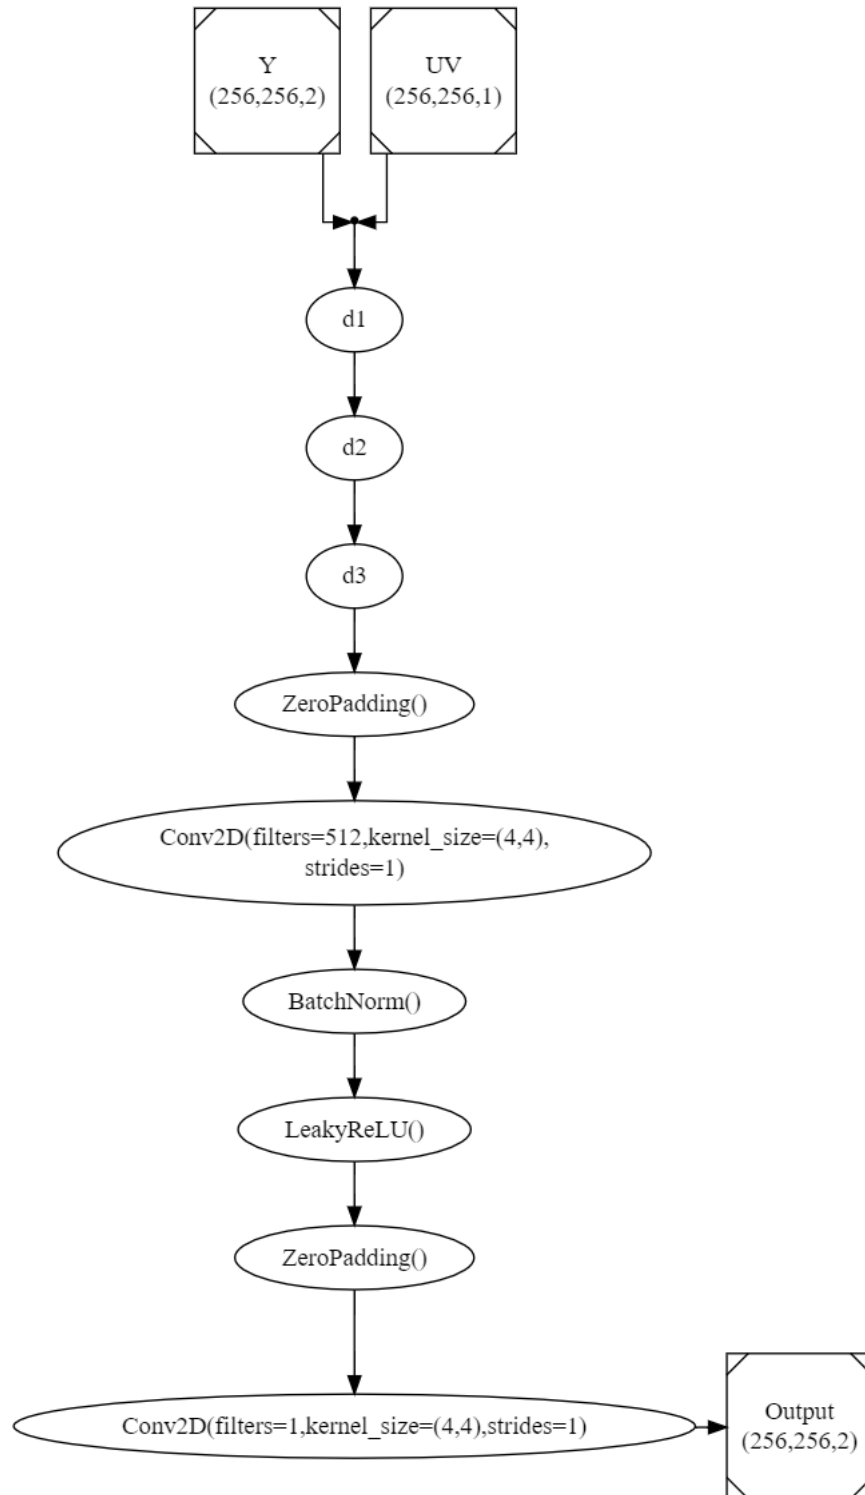 Y
(256,256,2)
UV
(256,256,1)
d1
d2
d3
ZeroPadding()
Conv2D(filters=512,kernel_size=(4,4),
strides=1)
BatchNorm()
LeakyReLU()
ZeroPadding()
Conv2D(filters=1,kernel_size=(4,4),strides=1)
Output
(256,256,2)